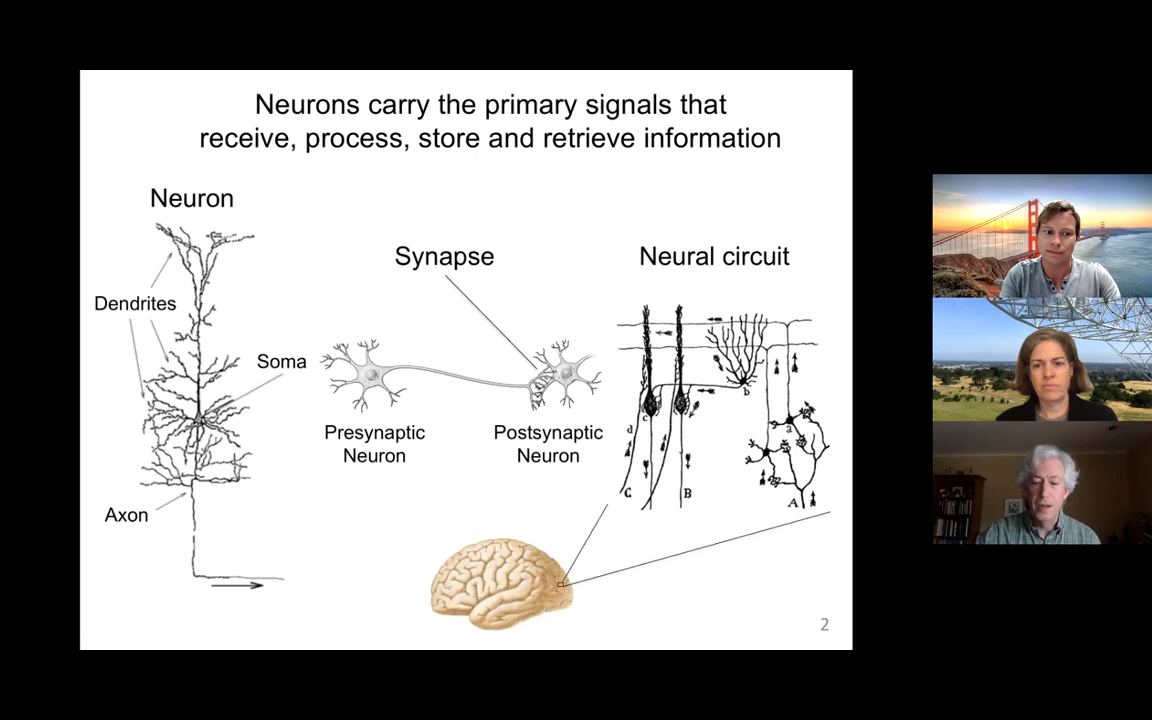 Neurons carry the primary signals that
receive, process, store and retrieve information
Neuron
Synapse
Neural circuit
Dendrites
Soma
Presynaptic
Neuron
Postsynaptic
Neuron
Axon
b
c
d
a
C
B
A
2